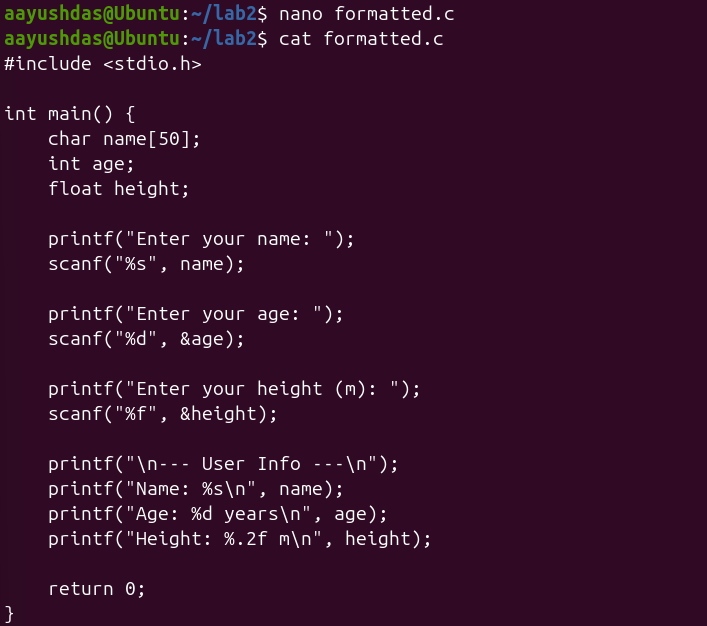 aayushdas@Ubuntu:~/lab2$ nano formatted.c
aayushdas@Ubuntu:~/lab2$ cat formatted.c
#include <stdio.h>

int main() {
    char name[50];
    int age;
    float height;

    printf("Enter your name: ");
    scanf("%s", name);

    printf("Enter your age: ");
    scanf("%d", &age);

    printf("Enter your height (m): ");
    scanf("%f", &height);

    printf("\n--- User Info ---\n");
    printf("Name: %s\n", name);
    printf("Age: %d years\n", age);
    printf("Height: %.2f m\n", height);

    return 0;
}